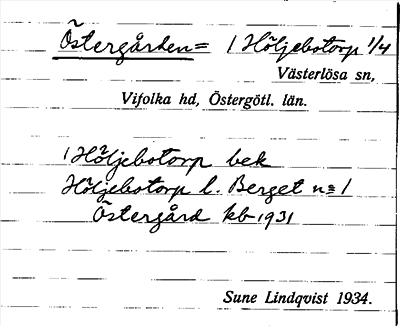 Östergården = 1 Höljebotorp 1/4
Västerlösa sn,
Vifolka hd, Östergötl. län.
1 Höljebotorp bek
Höljebotorp l. Berget no 1
Östergård kb 1931
Sune Lindqvist 1934.